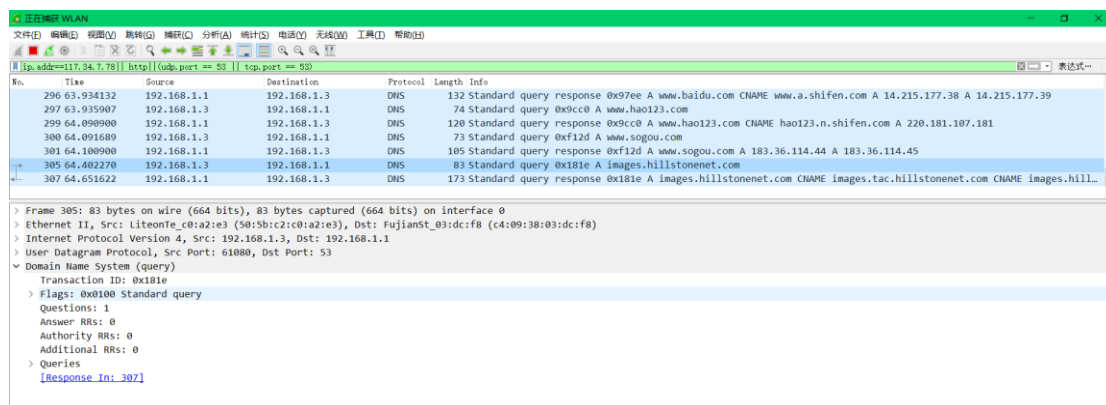 正在捕获 WLAN
文件(F) 编辑(E) 视图(V) 跳转(G) 捕获(C) 分析(A) 统计(S) 电话(Y) 无线(W) 工具(T) 帮助(H)
ip.addr==117.34.7.78|| http||(udp.port == 53 || tcp.port == 53) 表达式…
No. Time Source Destination Protocol Length Info
296 63.934132 192.168.1.1 192.168.1.3 DNS 132 Standard query response 0x97ee A www.baidu.com CNAME www.a.shifen.com A 14.215.177.38 A 14.215.177.39
297 63.935907 192.168.1.3 192.168.1.1 DNS 74 Standard query 0x9cc0 A www.hao123.com
299 64.090900 192.168.1.1 192.168.1.3 DNS 120 Standard query response 0x9cc0 A www.hao123.com CNAME hao123.n.shifen.com A 220.181.107.181
300 64.091689 192.168.1.3 192.168.1.1 DNS 73 Standard query 0xf12d A www.sogou.com
301 64.100900 192.168.1.1 192.168.1.3 DNS 105 Standard query response 0xf12d A www.sogou.com A 183.36.114.44 A 183.36.114.45
305 64.402270 192.168.1.3 192.168.1.1 DNS 83 Standard query 0x181e A images.hillstonenet.com
307 64.651622 192.168.1.1 192.168.1.3 DNS 173 Standard query response 0x181e A images.hillstonenet.com CNAME images.tac.hillstonenet.com CNAME images.hill…
> Frame 305: 83 bytes on wire (664 bits), 83 bytes captured (664 bits) on interface 0
> Ethernet II, Src: LiteonTe_c0:a2:e3 (50:5b:c2:c0:a2:e3), Dst: FujianSt_03:dc:f8 (c4:09:38:03:dc:f8)
> Internet Protocol Version 4, Src: 192.168.1.3, Dst: 192.168.1.1
> User Datagram Protocol, Src Port: 61080, Dst Port: 53
Domain Name System (query)
Transaction ID: 0x181e
> Flags: 0x0100 Standard query
Questions: 1
Answer RRs: 0
Authority RRs: 0
Additional RRs: 0
> Queries
[Response In: 307]